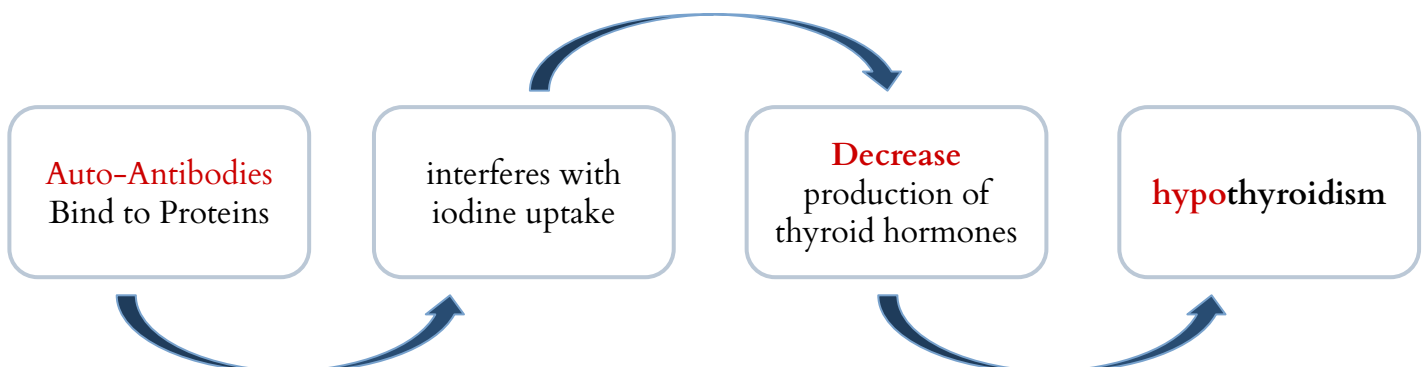 Auto-Antibodies
Bind to Proteins
interferes with
iodine uptake
Decrease
production of
thyroid hormones
hypothyroidism